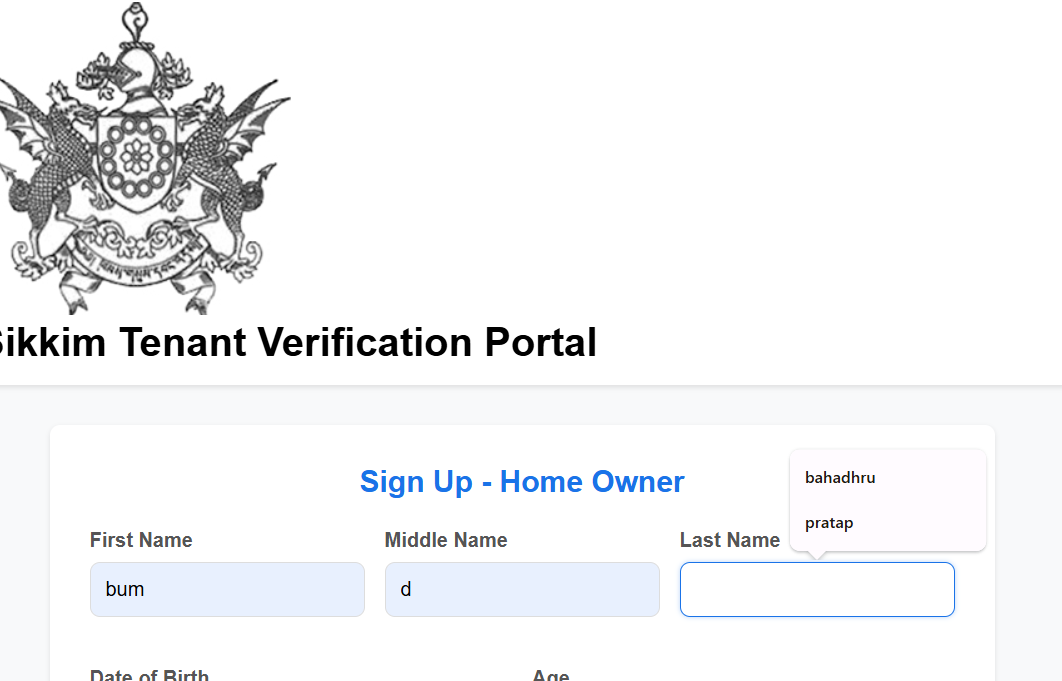 Sikkim Tenant Verification Portal
Sign Up - Home Owner
bahadhru
pratap
First Name
Middle Name
Last Name
bum
d
Date of Birth
Age